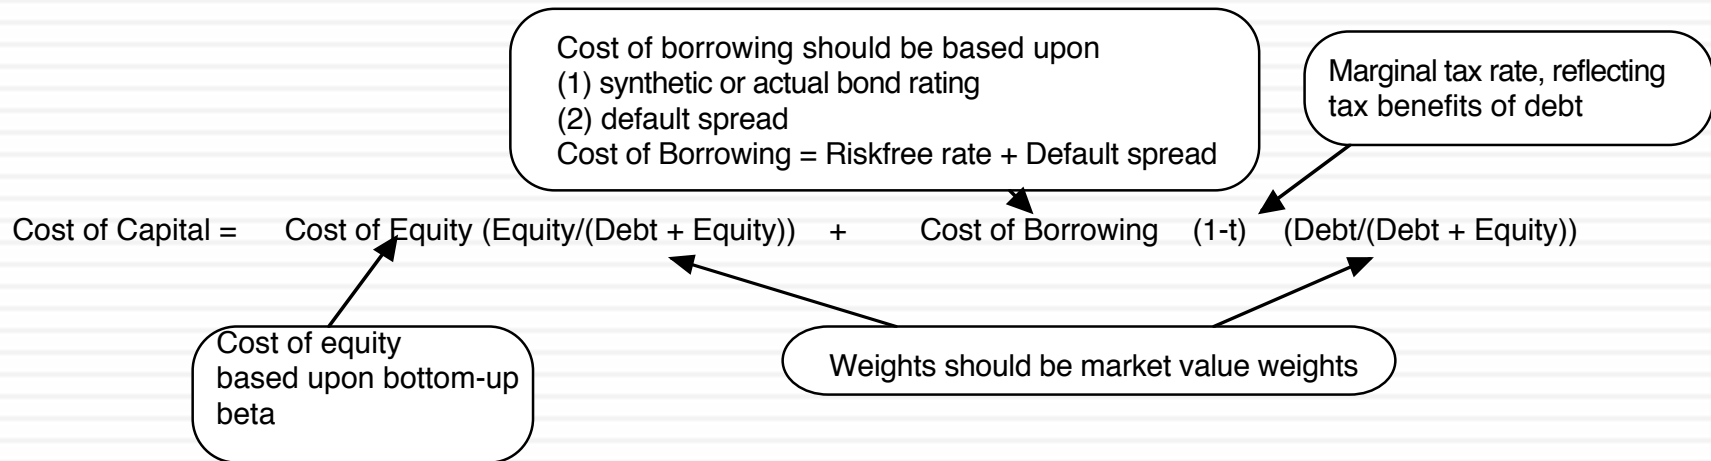 Cost of borrowing should be based upon
(1) synthetic or actual bond rating
(2) default spread
Cost of Borrowing = Riskfree rate + Default spread
Marginal tax rate, reflecting
tax benefits of debt
Cost of Capital = Cost of Equity (Equity/(Debt + Equity)) + Cost of Borrowing (1-t) (Debt/(Debt + Equity))
Cost of equity
based upon bottom-up
beta
Weights should be market value weights